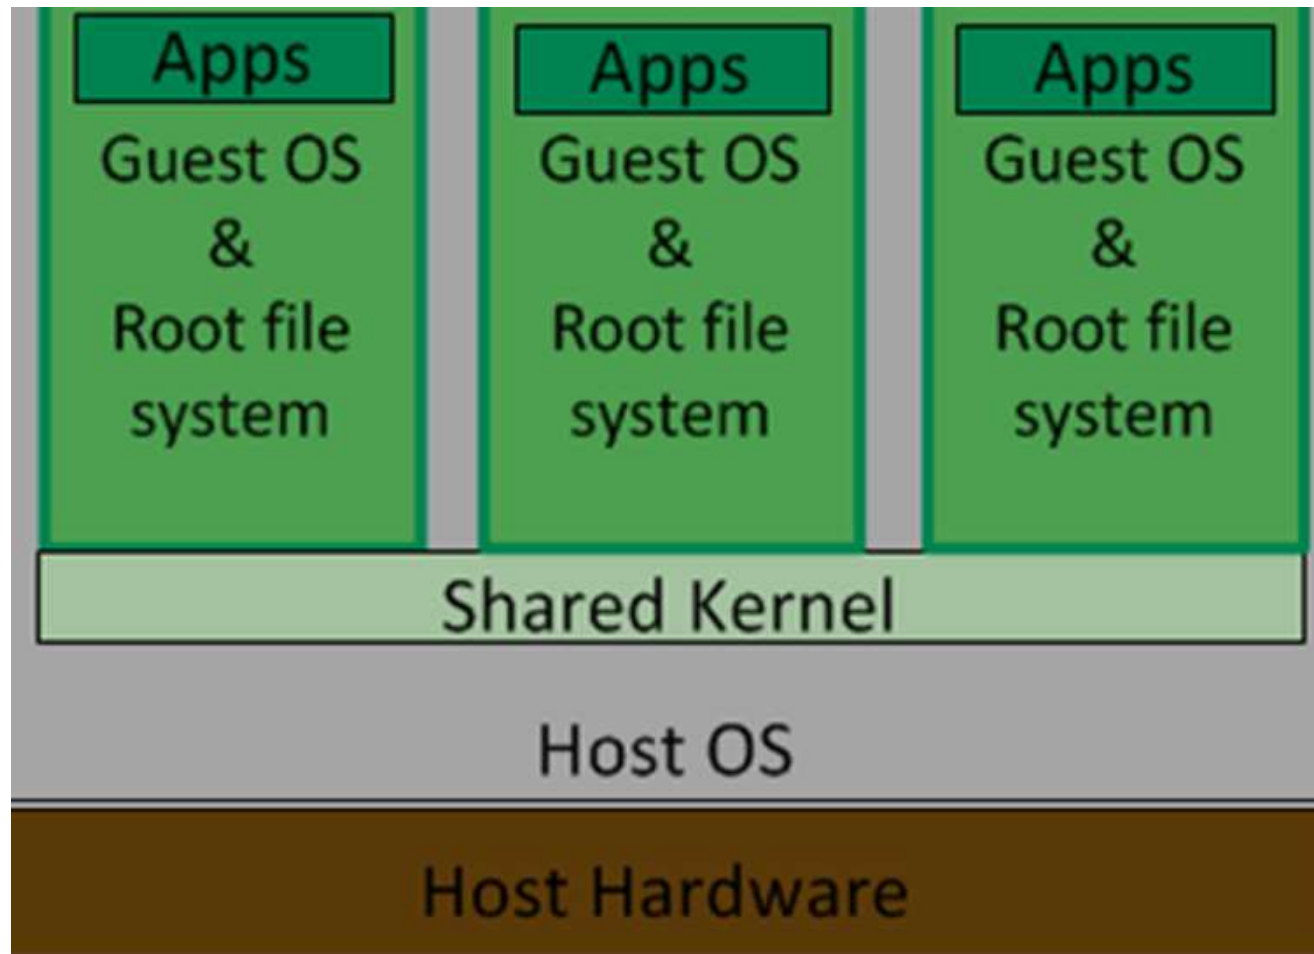 Apps
Guest OS
&
Root file
system
Apps
Guest OS
&
Root file
system
Apps
Guest OS
&
Root file
system
Shared Kernel
Host OS
Host Hardware